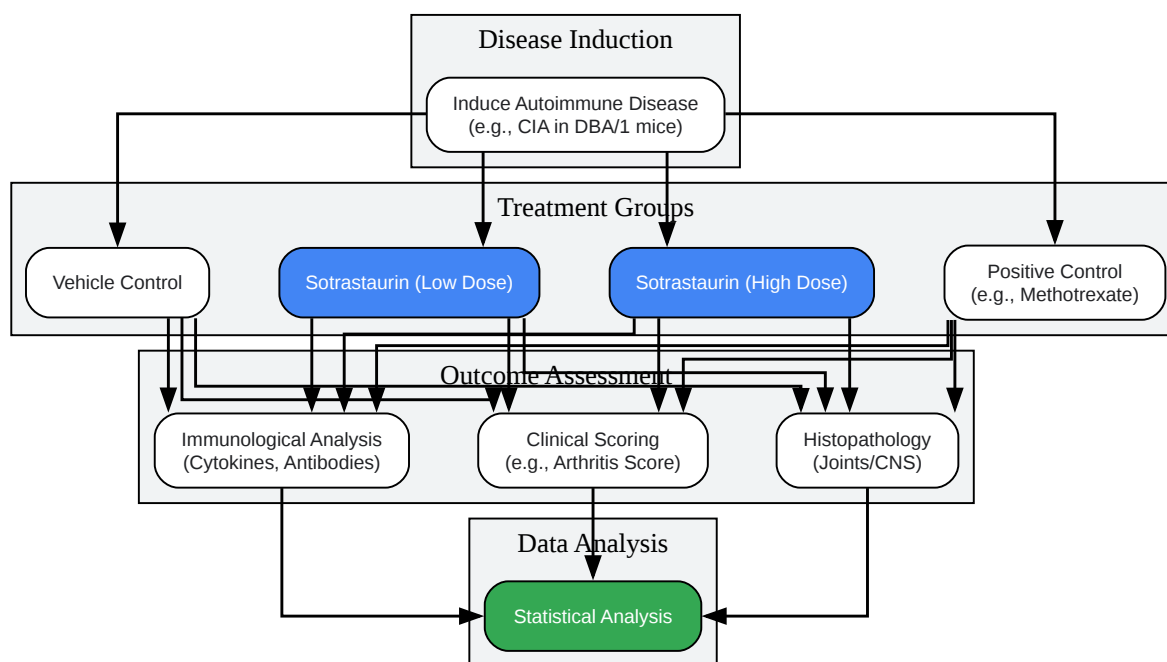 Disease Induction
Induce Autoimmune Disease
(e.g., CIA in DBA/1 mice)
Treatment Groups
Vehicle Control
Sotrastaurin (Low Dose)
Sotrastaurin (High Dose)
Positive Control
(e.g., Methotrexate)
Outcome Assessment
Immunological Analysis
(Cytokines, Antibodies)
Clinical Scoring
(e.g., Arthritis Score)
Histopathology
(Joints/CNS)
Data Analysis
Statistical Analysis